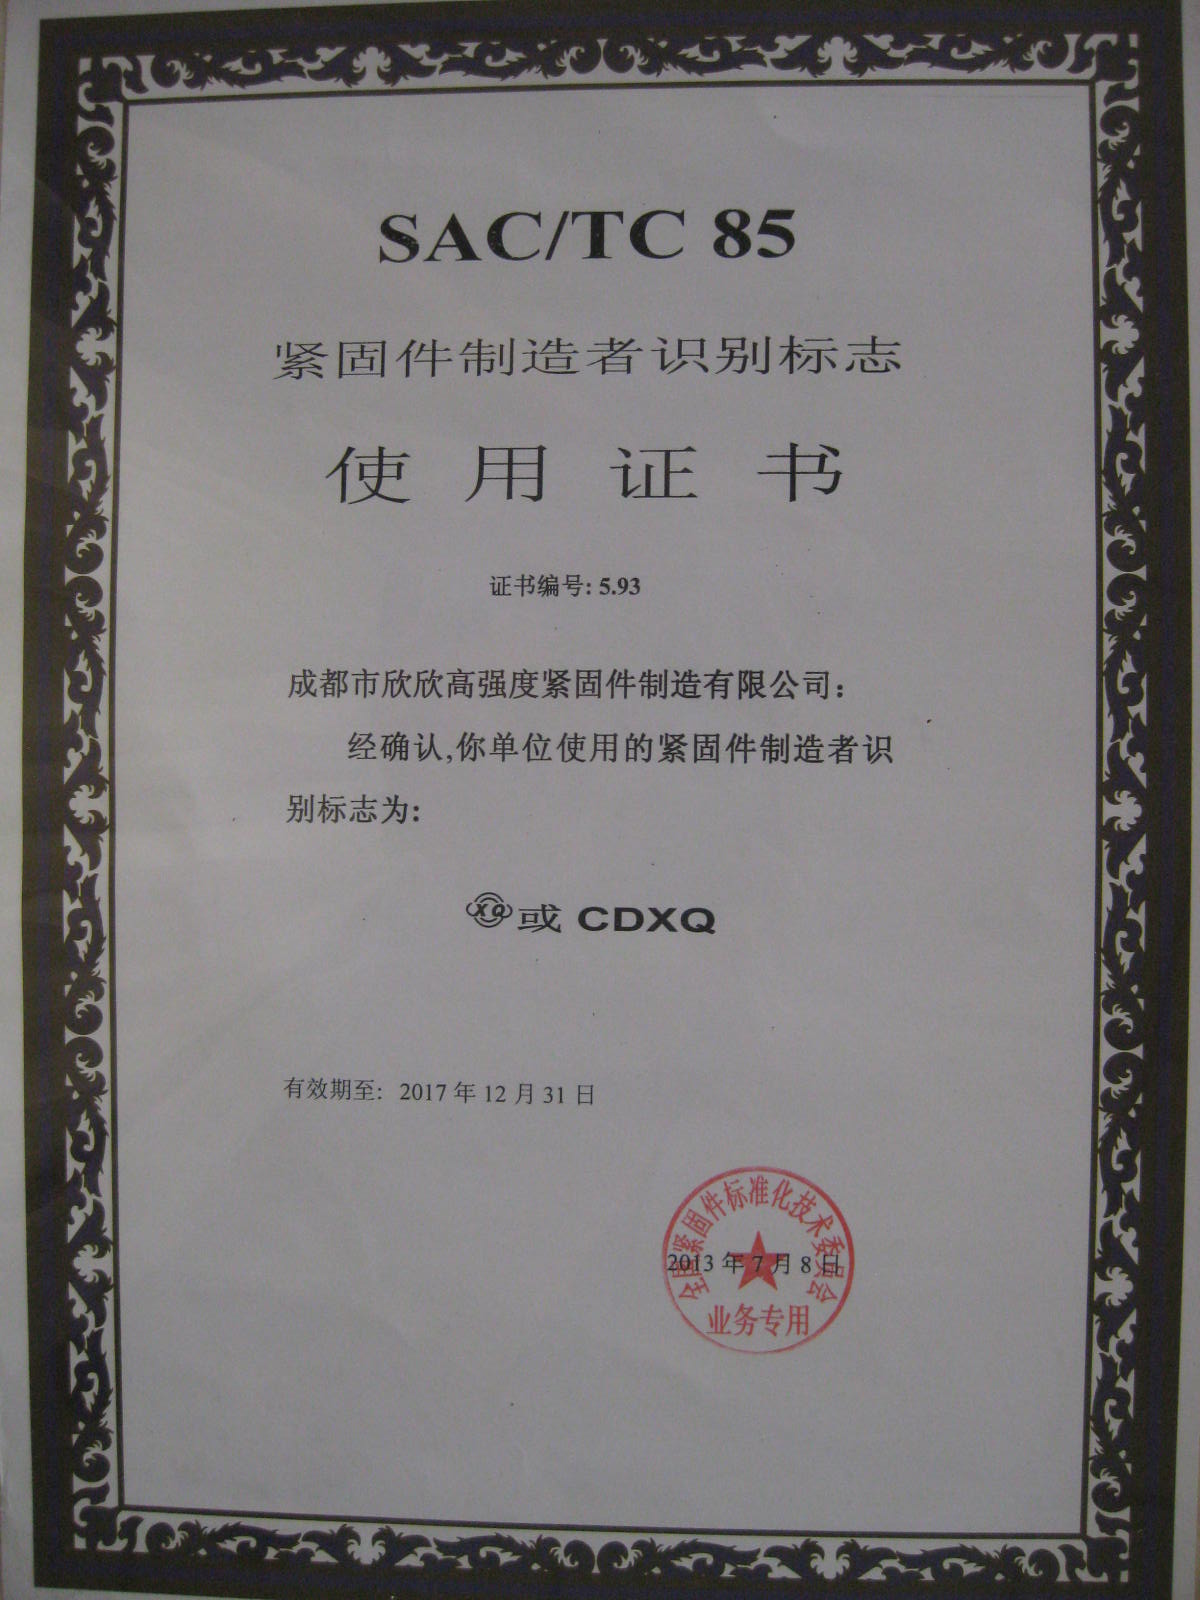 SAC/TC 85
紧固件制造者识别标志
使用证书
证书编号: 5.93
成都市欣欣高强度紧固件制造有限公司：
经确认,你单位使用的紧固件制造者识
别标志为:
XQ或 CDXQ
有效期至: 2017 年 12 月 31 日
全国紧固件标准化技术委员会
2013 年 7 月 8 日
业务专用